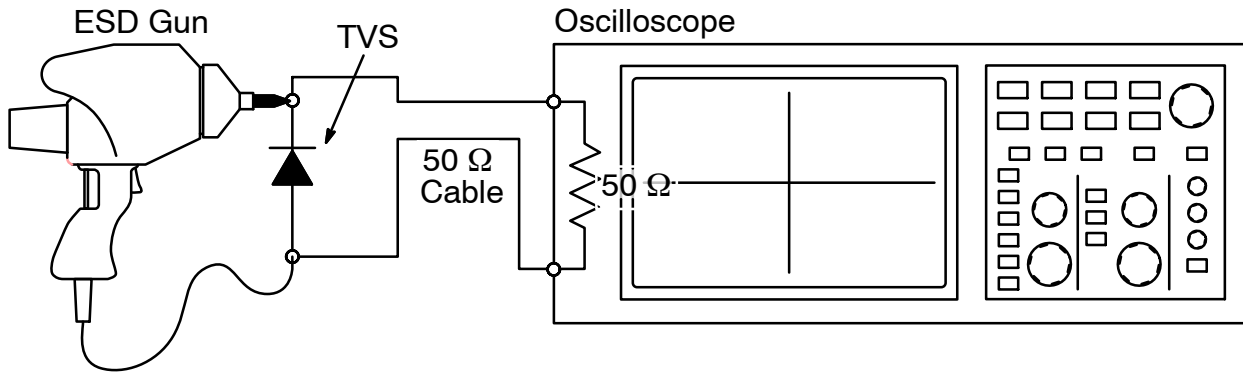 ESD Gun
TVS
Oscilloscope
50 Ω
Cable
50 Ω